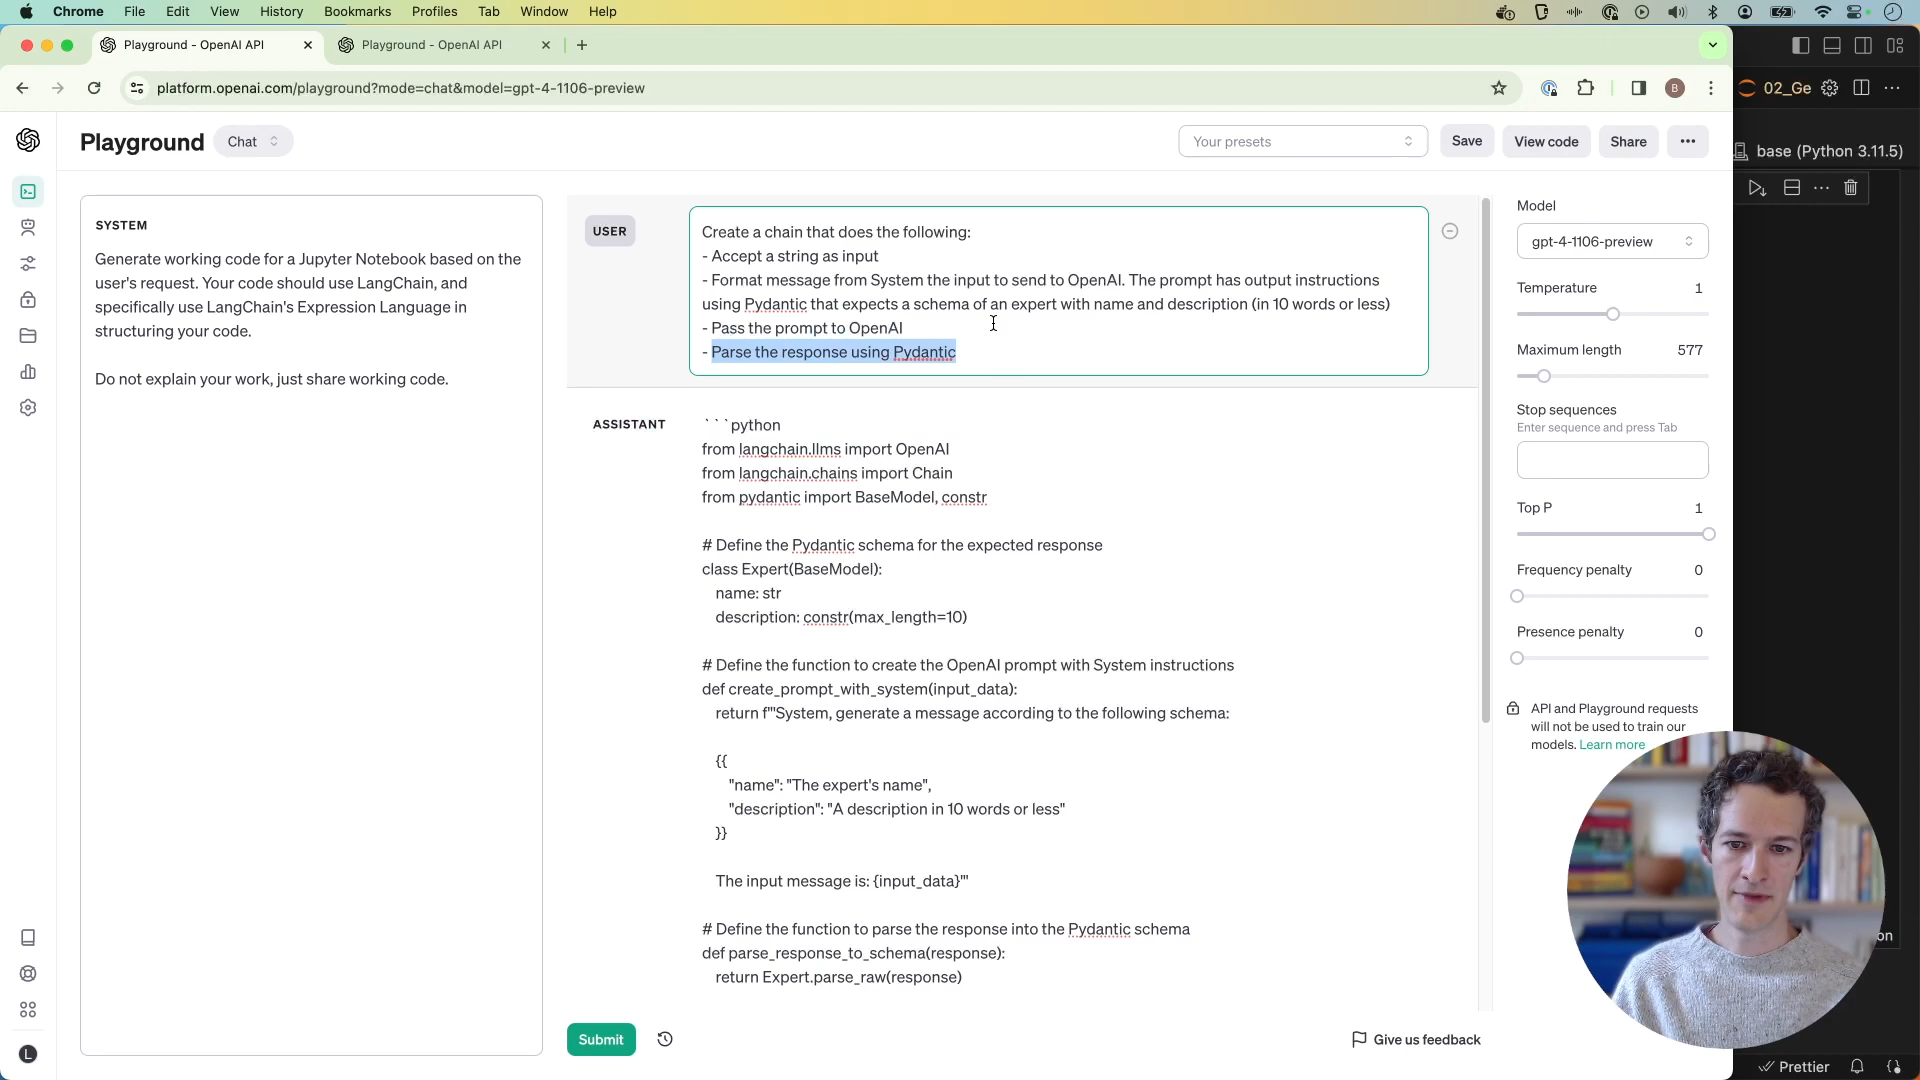 Chrome File Edit View History Bookmarks Profiles Tab Window Help
Playground - OpenAI API
Playground - OpenAI API
platform.openai.com/playground?mode=chat&model=gpt-4-1106-preview
B
02_Ge
base (Python 3.11.5)
Playground
Chat
Your presets
Save
View code
Share
SYSTEM
Generate working code for a Jupyter Notebook based on the
user's request. Your code should use LangChain, and
specifically use LangChain's Expression Language in
structuring your code.
Do not explain your work, just share working code.
USER
Create a chain that does the following:
- Accept a string as input
- Format message from System the input to send to OpenAI. The prompt has output instructions
using Pydantic that expects a schema of an expert with name and description (in 10 words or less)
- Pass the prompt to OpenAI
- Parse the response using Pydantic
ASSISTANT
```python
from langchain.llms import OpenAI
from langchain.chains import Chain
from pydantic import BaseModel, constr
# Define the Pydantic schema for the expected response
class Expert(BaseModel):
name: str
description: constr(max_length=10)
# Define the function to create the OpenAI prompt with System instructions
def create_prompt_with_system(input_data):
return f'''System, generate a message according to the following schema:
{{
"name": "The expert's name",
"description": "A description in 10 words or less"
}}
The input message is: {input_data}'''
# Define the function to parse the response into the Pydantic schema
def parse_response_to_schema(response):
return Expert.parse_raw(response)
Submit
Give us feedback
Model
gpt-4-1106-preview
Temperature 1
Maximum length 577
Stop sequences
Enter sequence and press Tab
Top P 1
Frequency penalty 0
Presence penalty 0
API and Playground requests
will not be used to train our
models. Learn more
on
L
Prettier